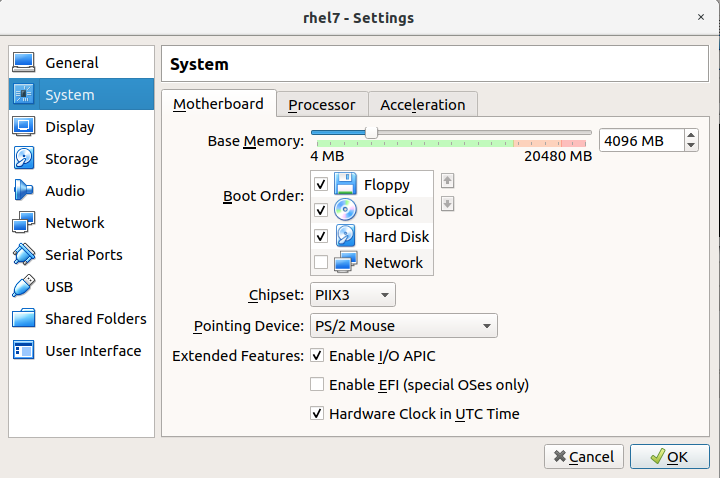 rhel7 - Settings
General
System
Display
Storage
Audio
Network
Serial Ports
USB
Shared Folders
User Interface
System
Motherboard Processor Acceleration
Base Memory: 4096 MB
4 MB 20480 MB
Boot Order:
Floppy
Optical
Hard Disk
Network
Chipset: PIIX3
Pointing Device: PS/2 Mouse
Extended Features: Enable I/O APIC
Enable EFI (special OSes only)
Hardware Clock in UTC Time
Cancel OK